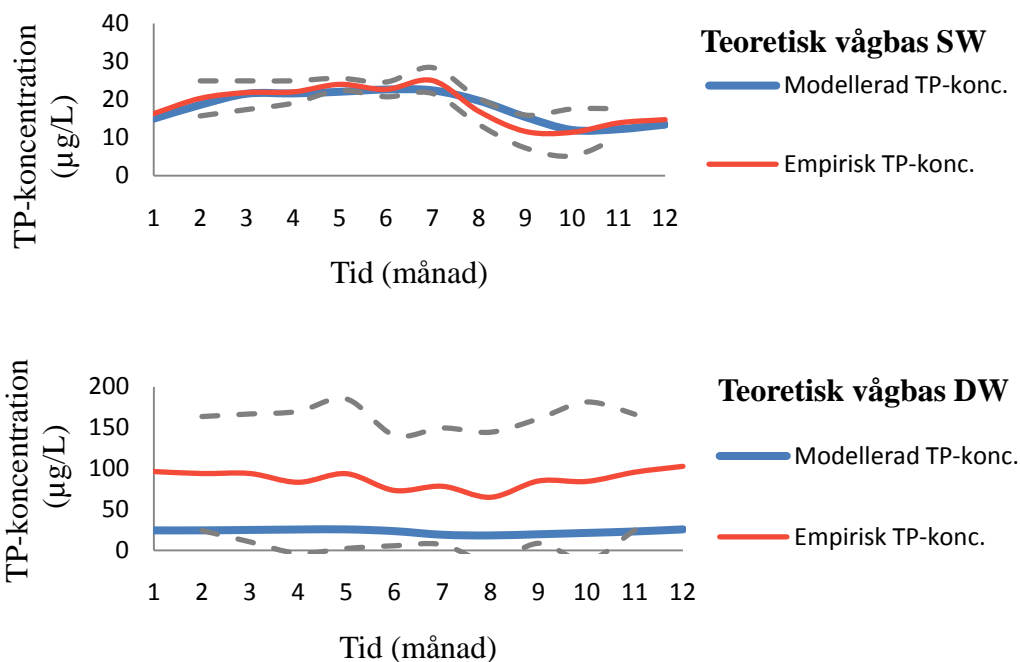 TP-koncentration
(µg/L)
40
30
20
10
0
1 2 3 4 5 6 7 8 9 10 11 12
Tid (månad)
Teoretisk vågbas SW
Modellerad TP-konc.
Empirisk TP-konc.
TP-koncentration
(µg/L)
200
150
100
50
0
1 2 3 4 5 6 7 8 9 10 11 12
Tid (månad)
Teoretisk vågbas DW
Modellerad TP-konc.
Empirisk TP-konc.